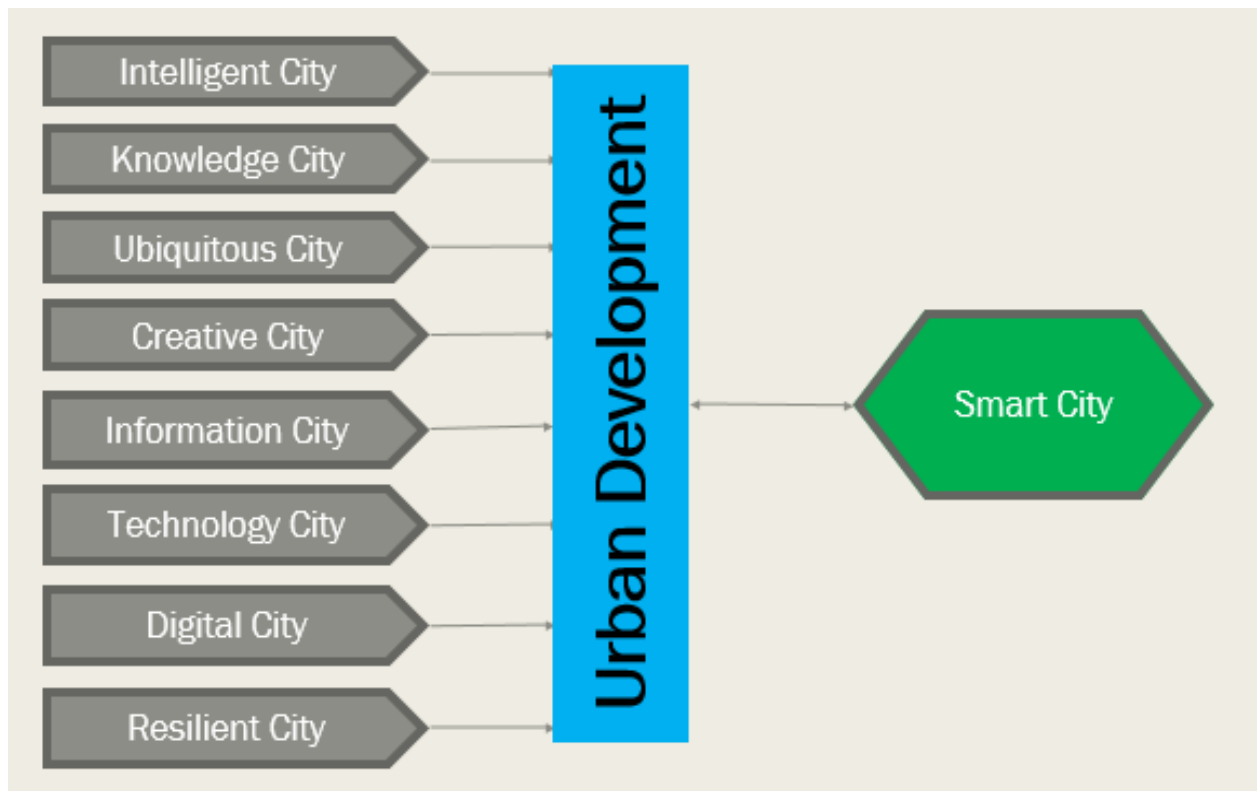 Intelligent City
Knowledge City
Ubiquitous City
Creative City
Information City
Technology City
Digital City
Resilient City
Urban Development
Smart City